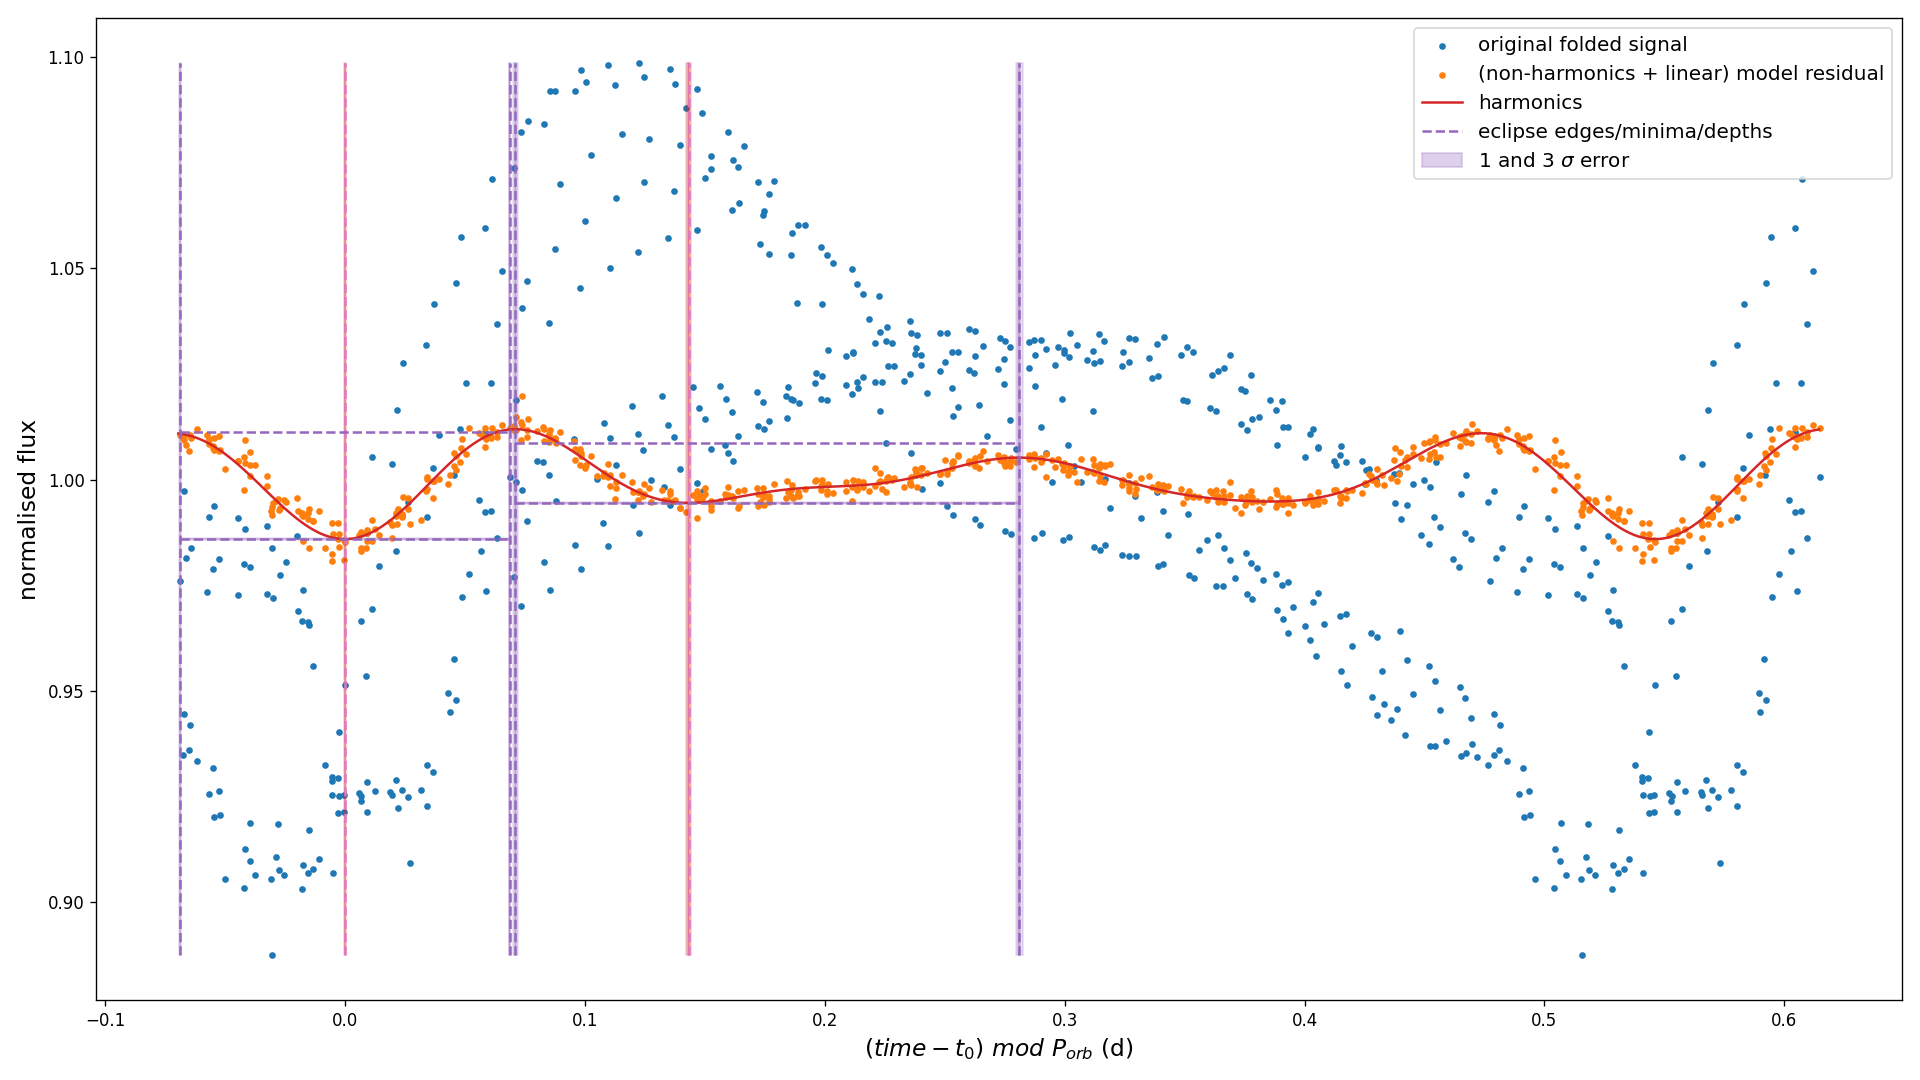 1.10
1.05
1.00
0.95
0.90
normalised flux
original folded signal
(non-harmonics + linear) model residual
harmonics
eclipse edges/minima/depths
1 and 3 σ error
−0.1 0.0 0.1 0.2 0.3 0.4 0.5 0.6
(time − t₀) mod P_orb (d)